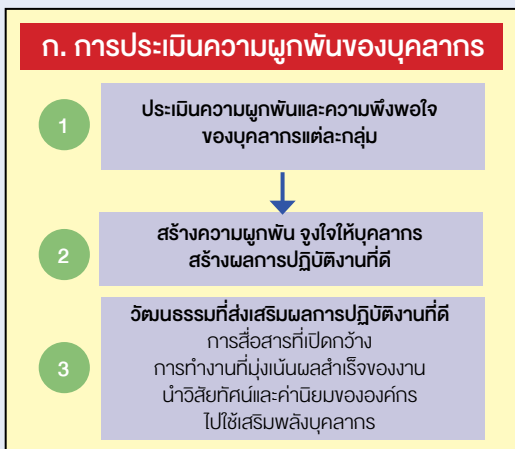 ก. การประเมินความผูกพันของบุคลากร
1
ประเมินความผูกพันและความพึงพอใจ
ของบุคลากรแต่ละกลุ่ม
2
สร้างความผูกพัน จูงใจให้บุคลากร
สร้างผลการปฏิบัติงานที่ดี
3
วัฒนธรรมที่ส่งเสริมผลการปฏิบัติงานที่ดี
การสื่อสารที่เปิดกว้าง
การทำงานที่มุ่งเน้นผลสำเร็จของงาน
นำวิสัยทัศน์และค่านิยมขององค์กร
ไปใช้เสริมพลังบุคลากร